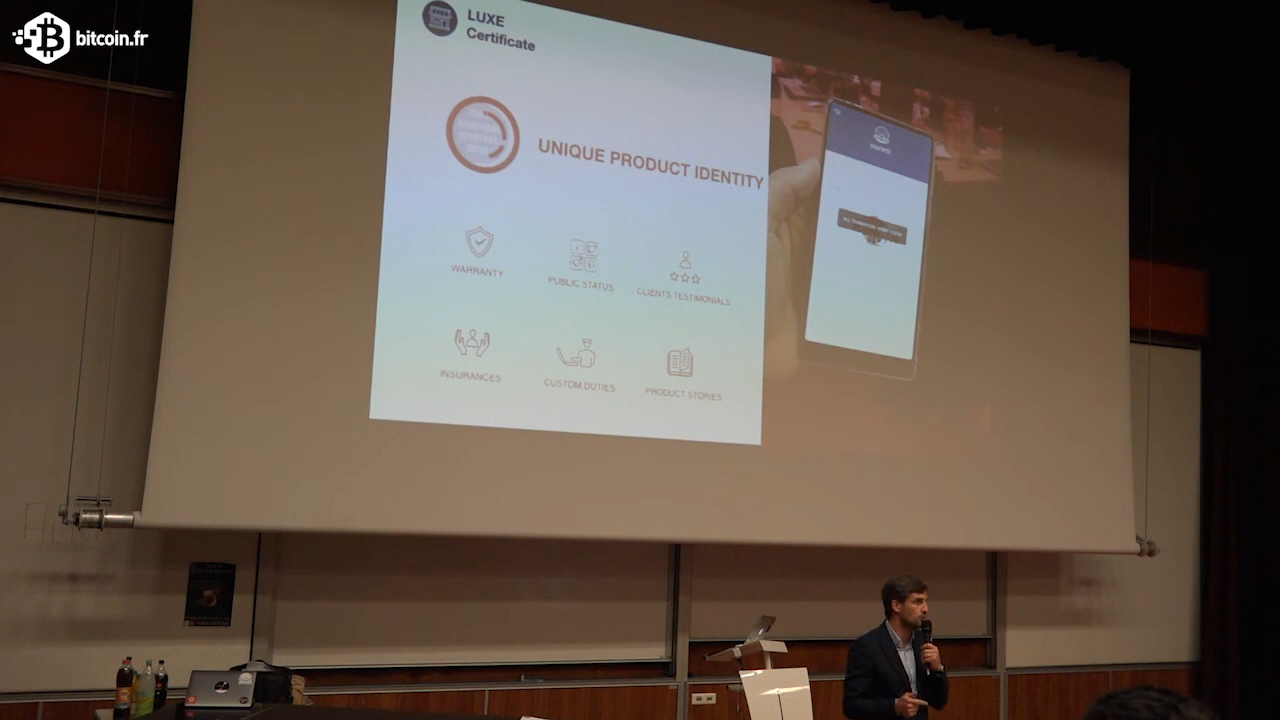 bitcoin.fr
LUXE
Certificate
UNIQUE PRODUCT IDENTITY
WARRANTY
PUBLIC STATUS
CLIENTS TESTIMONIALS
INSURANCES
CUSTOM DUTIES
PRODUCT STORIES